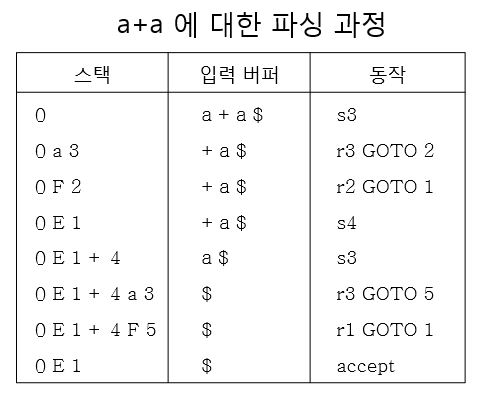 a+a 에 대한 파싱 과정
스택 입력 버퍼 동작
0 a + a $ s3
0 a 3 + a $ r3 GOTO 2
0 F 2 + a $ r2 GOTO 1
0 E 1 + a $ s4
0 E 1 + 4 a $ s3
0 E 1 + 4 a 3 $ r3 GOTO 5
0 E 1 + 4 F 5 $ r1 GOTO 1
0 E 1 $ accept